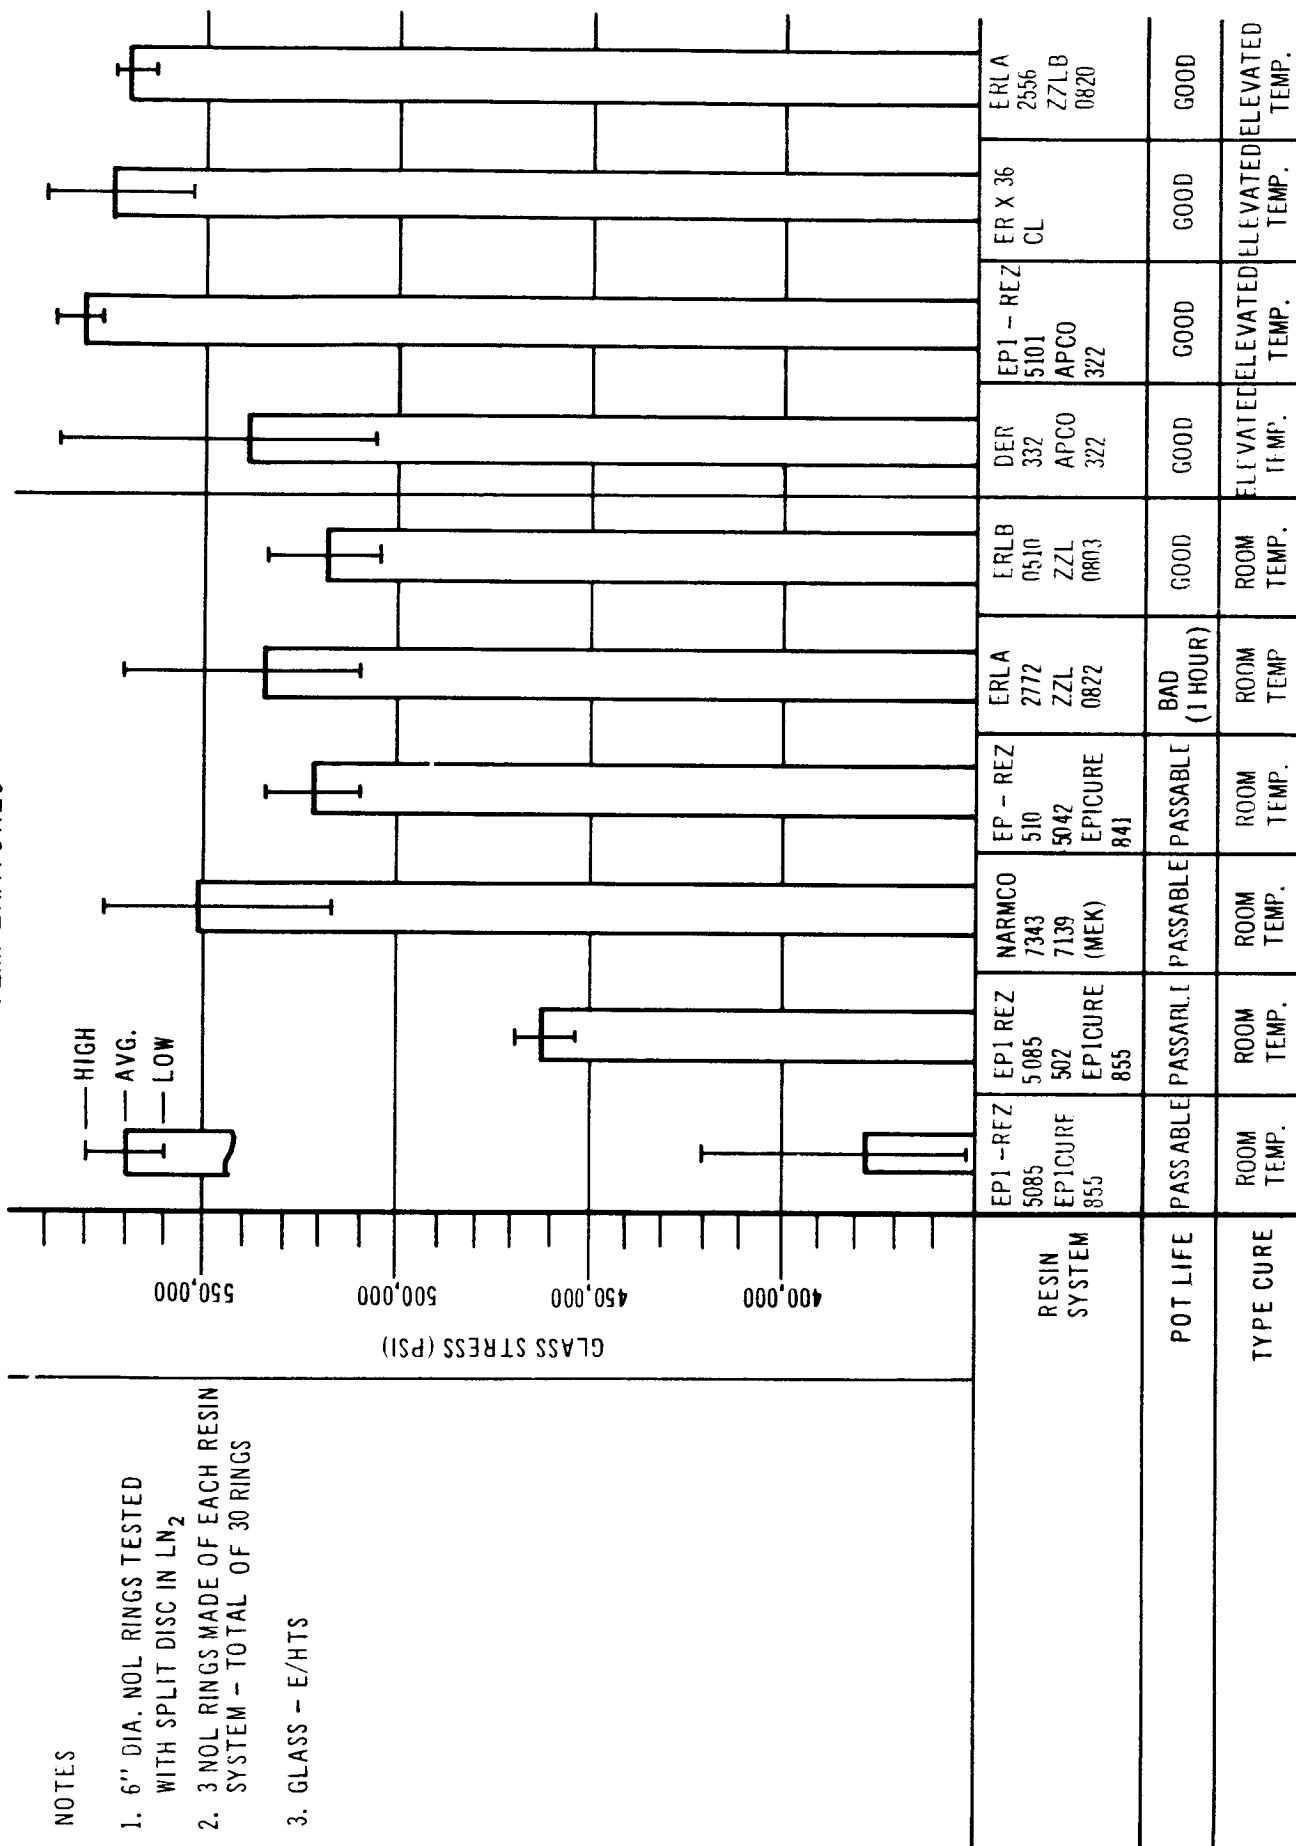 NOTES
1. 6" DIA. NOL RINGS TESTED
WITH SPLIT DISC IN LN2
2. 3 NOL RINGS MADE OF EACH RESIN
SYSTEM - TOTAL OF 30 RINGS
3. GLASS - E/HTS
GLASS STRESS (PSI)
550,000
500,000
450,000
400,000
HIGH
AVG.
LOW
RESIN
SYSTEM
EPI-REZ
5085
EPICURE
855
EPI REZ
5085
502
EPICURE
855
NARMCO
7343
7139
(MEK)
EP - REZ
510
5042
EPICURE
841
ERLA
2772
ZZL
0822
ERLB
0510
ZZL
0803
DER
332
APCO
322
EPI - REZ
5101
APCO
322
ER X 36
CL
ERLA
2556
ZZLB
0820
POT LIFE
PASSABLE
PASSABLE
PASSABLE
PASSABLE
BAD
(1 HOUR)
GOOD
GOOD
GOOD
GOOD
GOOD
TYPE CURE
ROOM
TEMP.
ROOM
TEMP.
ROOM
TEMP.
ROOM
TEMP.
ROOM
TEMP
ROOM
TEMP.
ELEVATED
TEMP.
ELEVATED
TEMP.
ELEVATED
TEMP.
ELEVATED
TEMP.